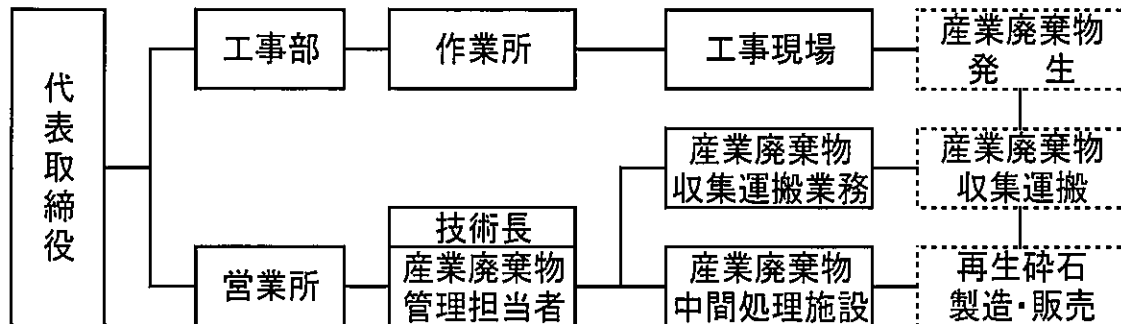 代表取締役
工事部
作業所
工事現場
産業廃棄物
発　生
産業廃棄物
収集運搬業務
産業廃棄物
収集運搬
営業所
技術長
産業廃棄物
管理担当者
産業廃棄物
中間処理施設
再生砕石
製造・販売